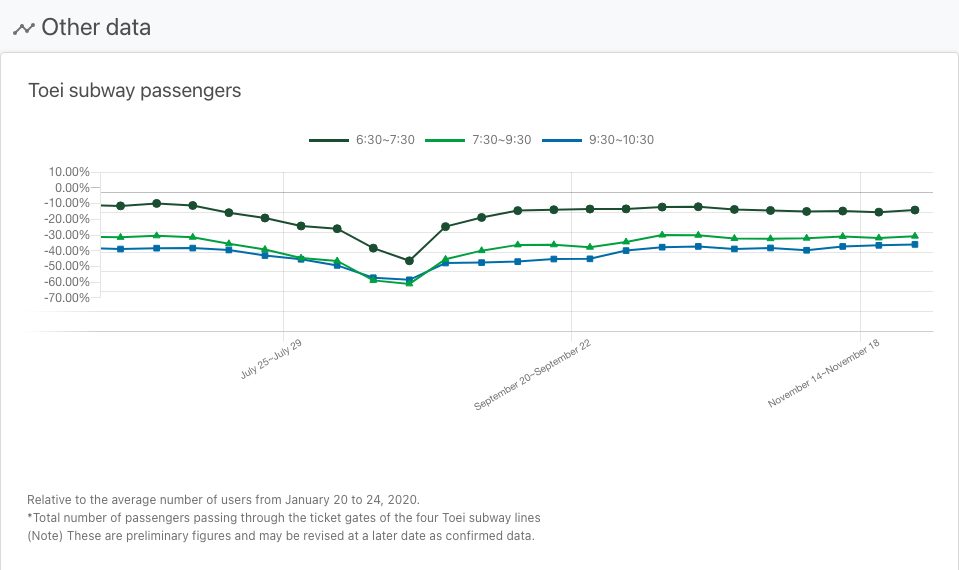 Other data
Toei subway passengers
6:30~7:30 7:30~9:30 9:30~10:30
10.00%
0.00%
-10.00%
-20.00%
-30.00%
-40.00%
-50.00%
-60.00%
-70.00%
July 25~July 29
September 20~September 22
November 14~November 18
Relative to the average number of users from January 20 to 24, 2020.
*Total number of passengers passing through the ticket gates of the four Toei subway lines
(Note) These are preliminary figures and may be revised at a later date as confirmed data.